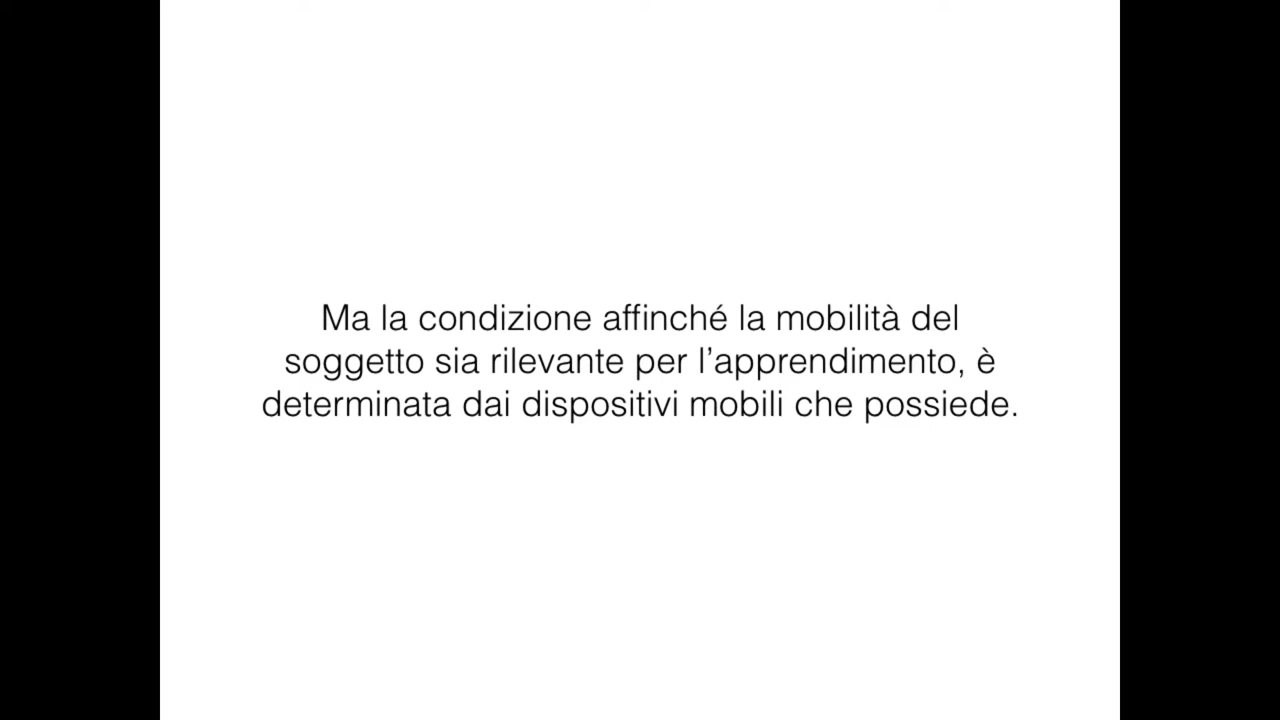 Ma la condizione affinché la mobilità del
soggetto sia rilevante per l’apprendimento, è
determinata dai dispositivi mobili che possiede.